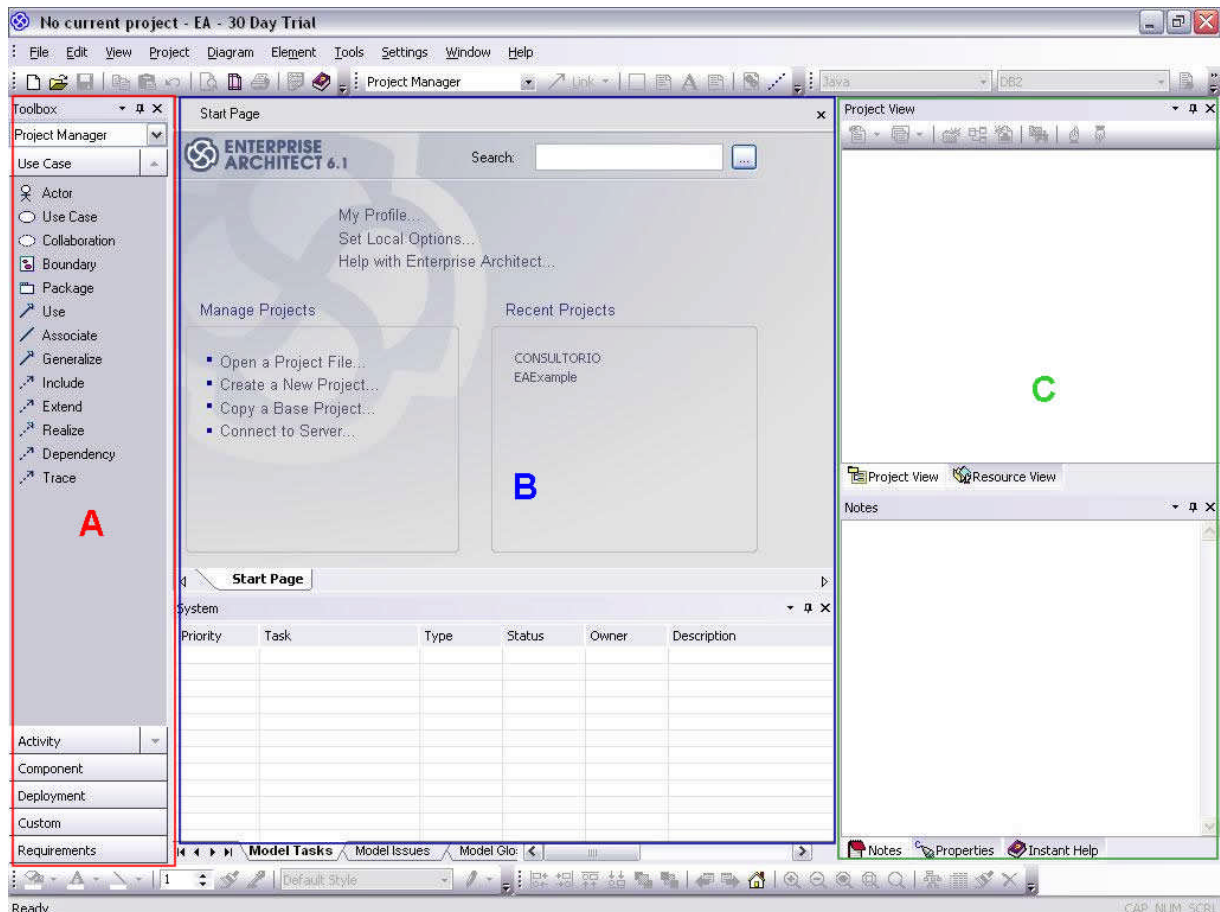 No current project - EA - 30 Day Trial
File Edit View Project Diagram Element Tools Settings Window Help
Project Manager Link Java DB2
Toolbox
Project Manager
Use Case
Actor
Use Case
Collaboration
Boundary
Package
Use
Associate
Generalize
Include
Extend
Realize
Dependency
Trace
A
Activity
Component
Deployment
Custom
Requirements
Start Page
ENTERPRISE
ARCHITECT 6.1
Search:
...
My Profile...
Set Local Options...
Help with Enterprise Architect...
Manage Projects
Open a Project File...
Create a New Project...
Copy a Base Project...
Connect to Server...
Recent Projects
CONSULTORIO
EAExample
B
Start Page
System
Priority Task Type Status Owner Description
Model Tasks Model Issues Model Glo
Project View
C
Project View Resource View
Notes
Notes Properties Instant Help
A 1 Default Style
Ready CAP NUM SCRL